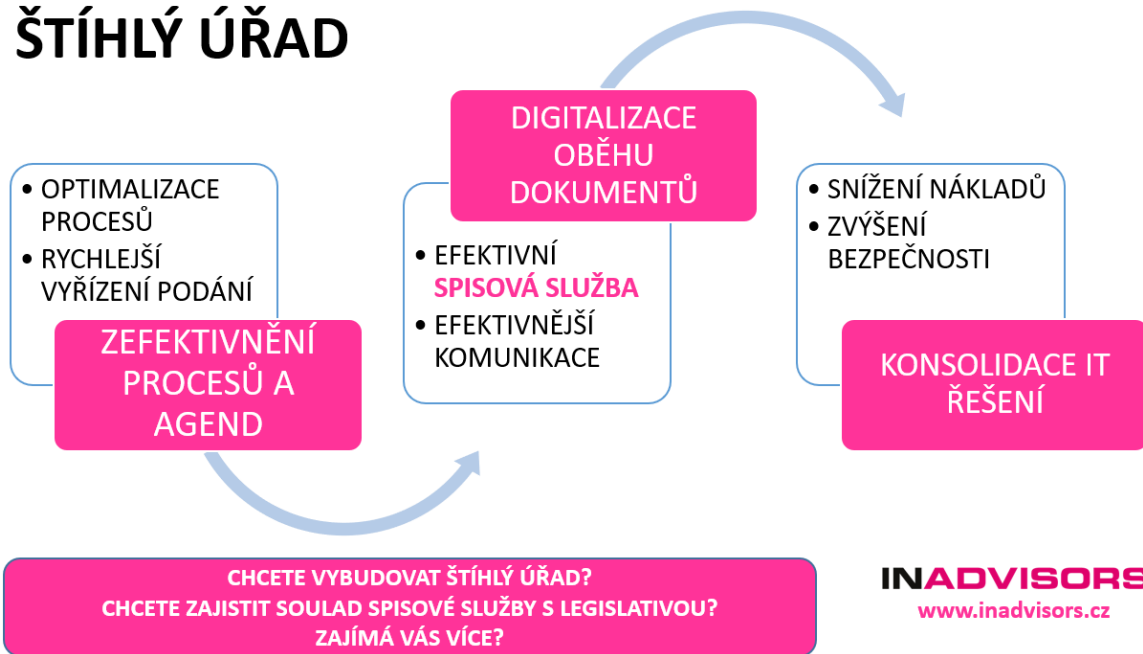 ŠTÍHLÝ ÚŘAD
• OPTIMALIZACE
PROCESŮ
• RYCHLEJŠÍ
VYŘÍZENÍ PODÁNÍ
ZEFEKTIVNĚNÍ
PROCESŮ A
AGEND
DIGITALIZACE
OBĚHU
DOKUMENTŮ
• EFEKTIVNÍ
SPISOVÁ SLUŽBA
• EFEKTIVNĚJŠÍ
KOMUNIKACE
• SNÍŽENÍ NÁKLADŮ
• ZVÝŠENÍ
BEZPEČNOSTI
KONSOLIDACE IT
ŘEŠENÍ
CHCETE VYBUDOVAT ŠTÍHLÝ ÚŘAD?
CHCETE ZAJISTIT SOULAD SPISOVÉ SLUŽBY S LEGISLATIVOU?
ZAJÍMÁ VÁS VÍCE?
INADVISORS
www.inadvisors.cz